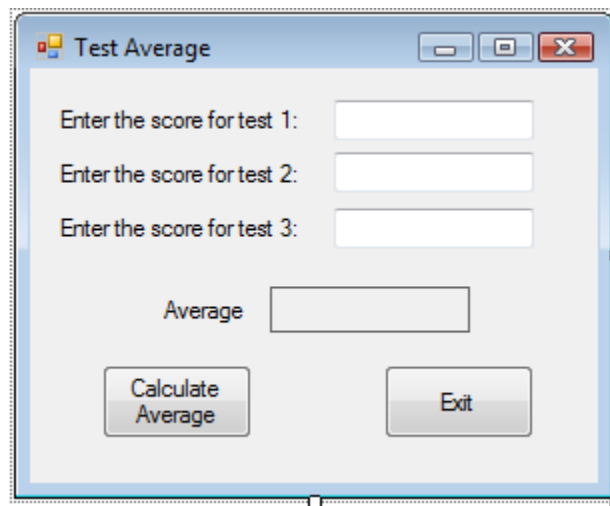 Test Average
Enter the score for test 1:
Enter the score for test 2:
Enter the score for test 3:
Average
Calculate
Average
Exit